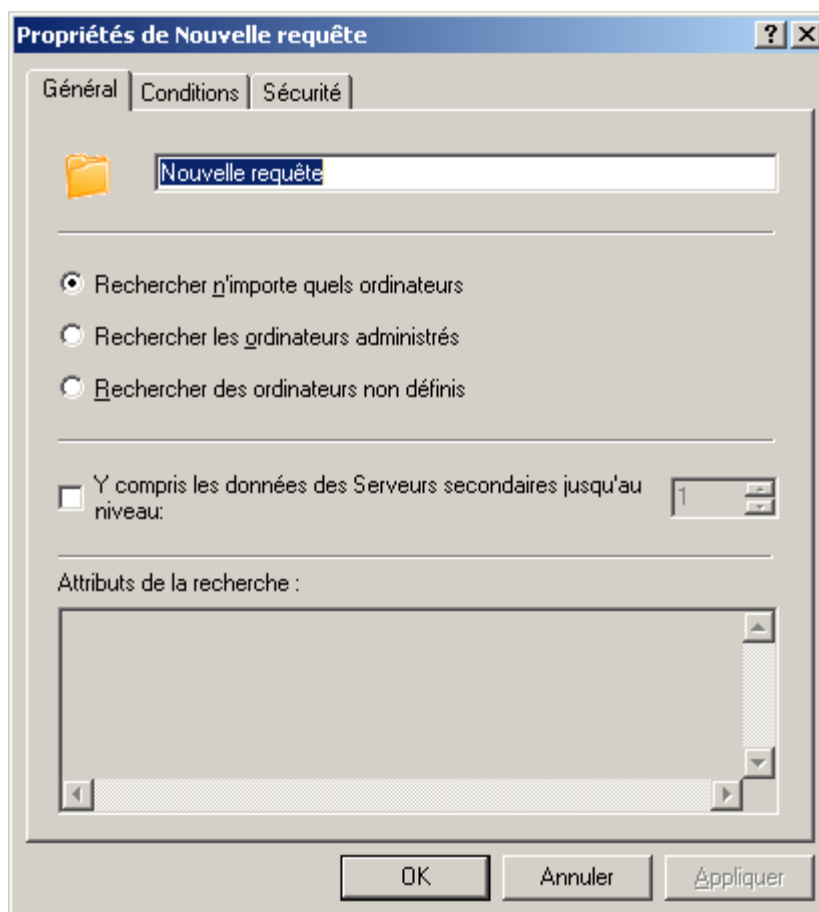 Propriétés de Nouvelle requête
Général Conditions Sécurité
Nouvelle requête
Rechercher n'importe quels ordinateurs
Rechercher les ordinateurs administrés
Rechercher des ordinateurs non définis
Y compris les données des Serveurs secondaires jusqu'au
niveau:
1
Attributs de la recherche :
OK Annuler Appliquer